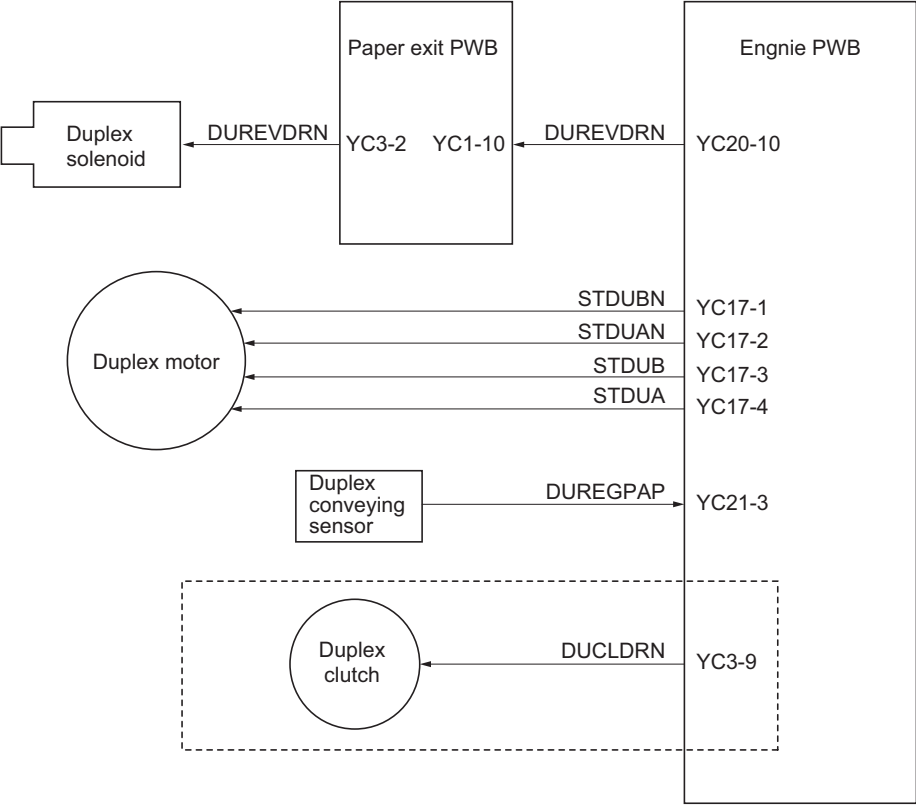 Paper exit PWB
Engnie PWB
Duplex
solenoid
DUREVDRN
YC3-2
YC1-10
DUREVDRN
YC20-10
Duplex motor
STDUBN
YC17-1
STDUAN
YC17-2
STDUB
YC17-3
STDUA
YC17-4
Duplex
conveying
sensor
DUREGPAP
YC21-3
Duplex
clutch
DUCLDRN
YC3-9